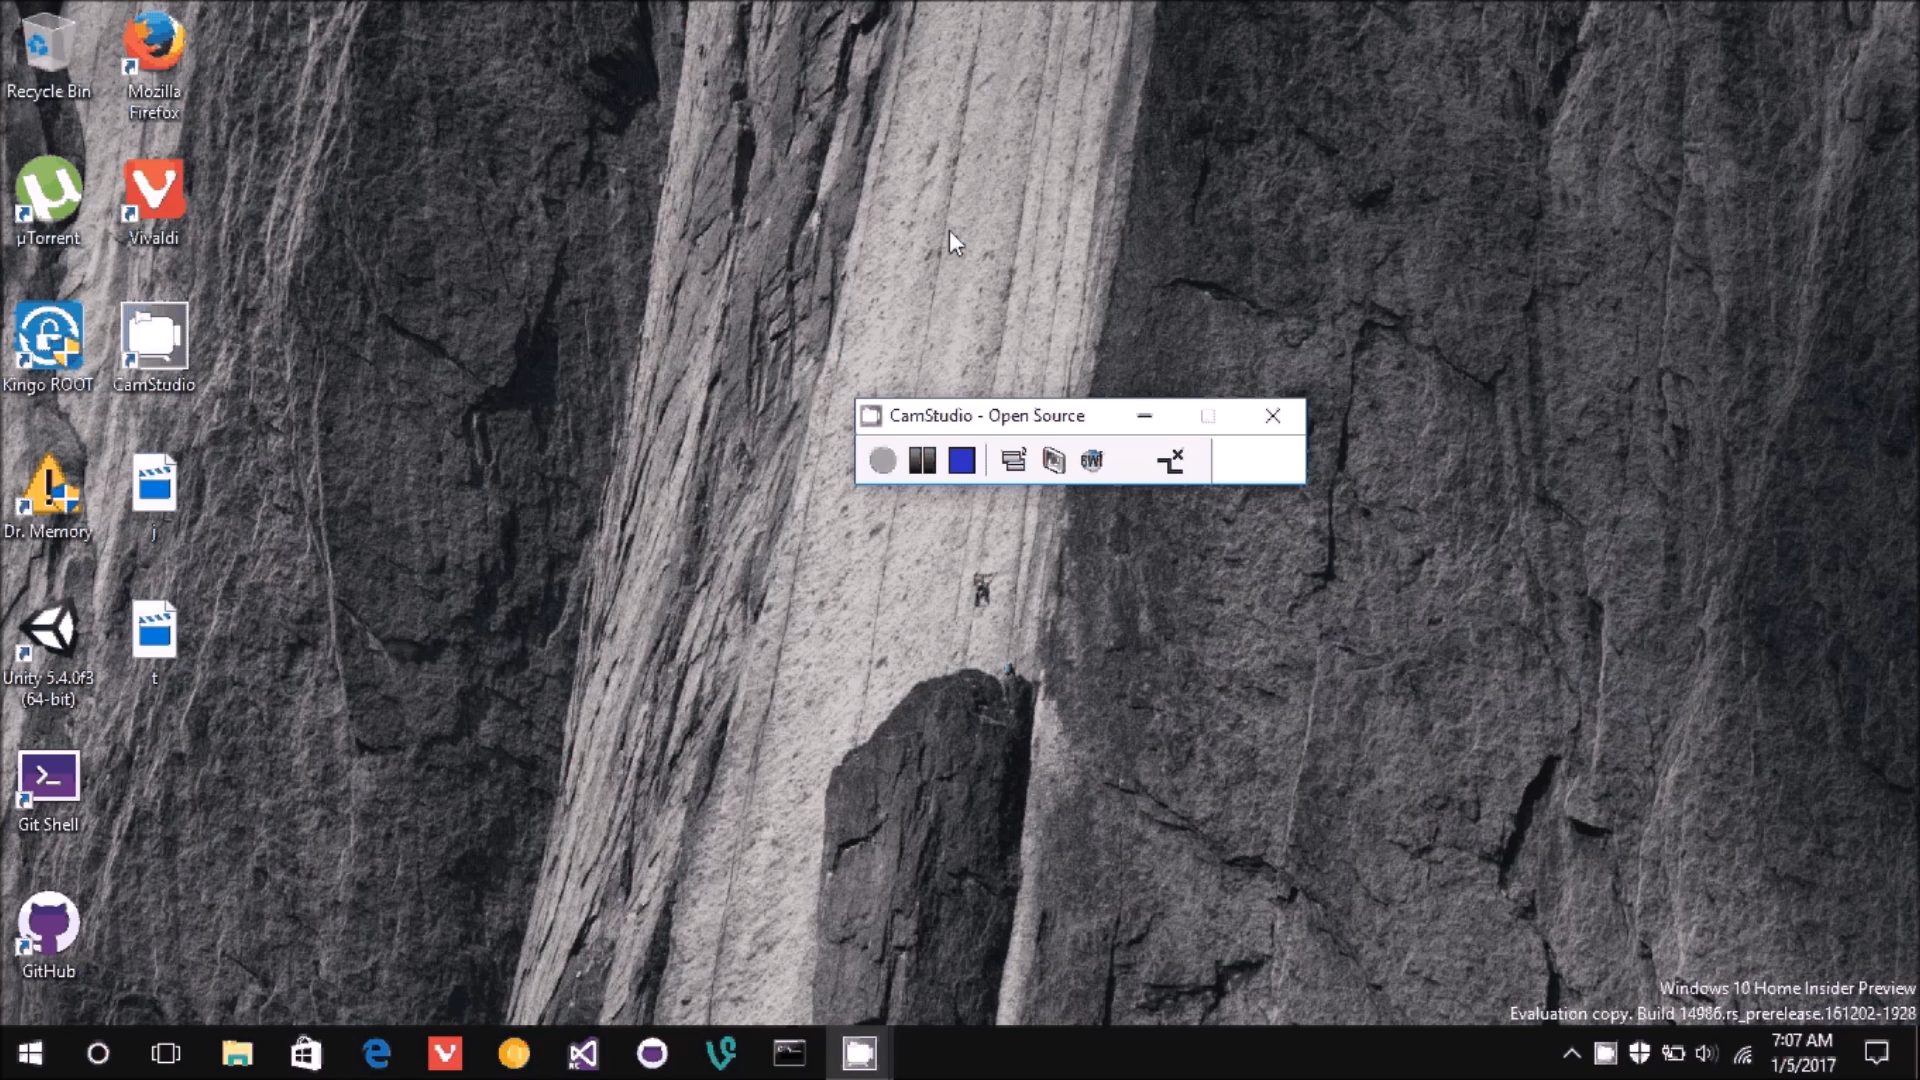 Recycle Bin
Mozilla
Firefox
µTorrent
Vivaldi
Kingo ROOT
CamStudio
Dr. Memory
j
Unity 5.4.0f3
(64-bit)
t
Git Shell
GitHub
CamStudio - Open Source
SWf
Windows 10 Home Insider Preview
Evaluation copy. Build 14986.rs_prerelease.161202-1928
7:07 AM
1/5/2017